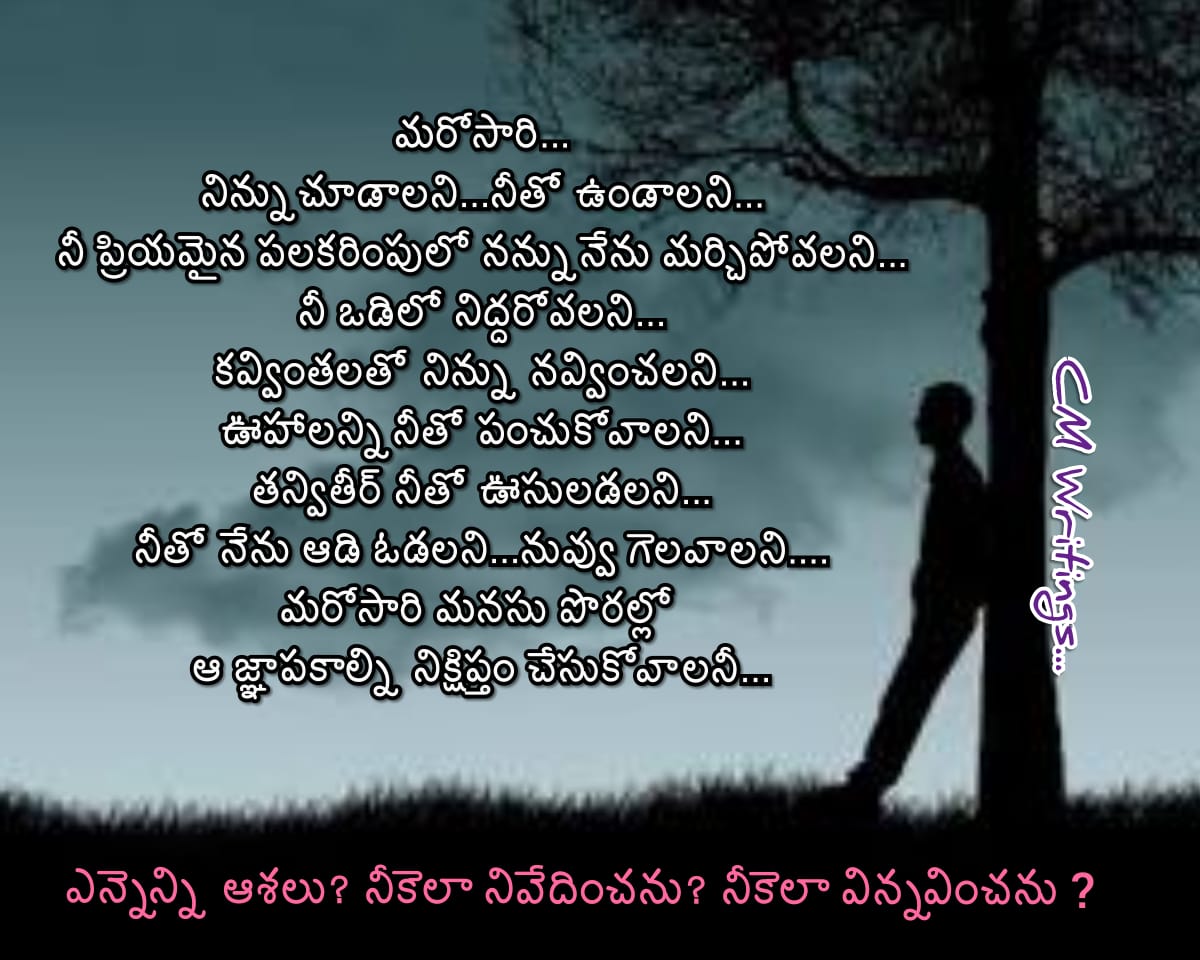 మరోసారి...
నిన్ను చూడాలని...నీతో ఉండాలని...
నీ ప్రియమైన పలకరింపులో నన్ను నేను మర్చిపోవలని...
నీ ఒడిలో నిద్దరోవలని...
కవ్వింతలతో నిన్ను నవ్వించలని...
ఊహాలన్ని నీతో పంచుకోవాలని...
తన్వితీర్ నీతో ఊసులడలని...
నీతో నేను ఆడి ఓడలని...నువ్వు గెలవాలని....
మరోసారి మనసు పొరల్లో
ఆ జ్ఞాపకాల్ని నిక్షిప్తం చేసుకోవాలనీ...
CM Writings...
ఎన్నెన్ని ఆశలు? నీకెలా నివేదించను? నీకెలా విన్నవించను ?